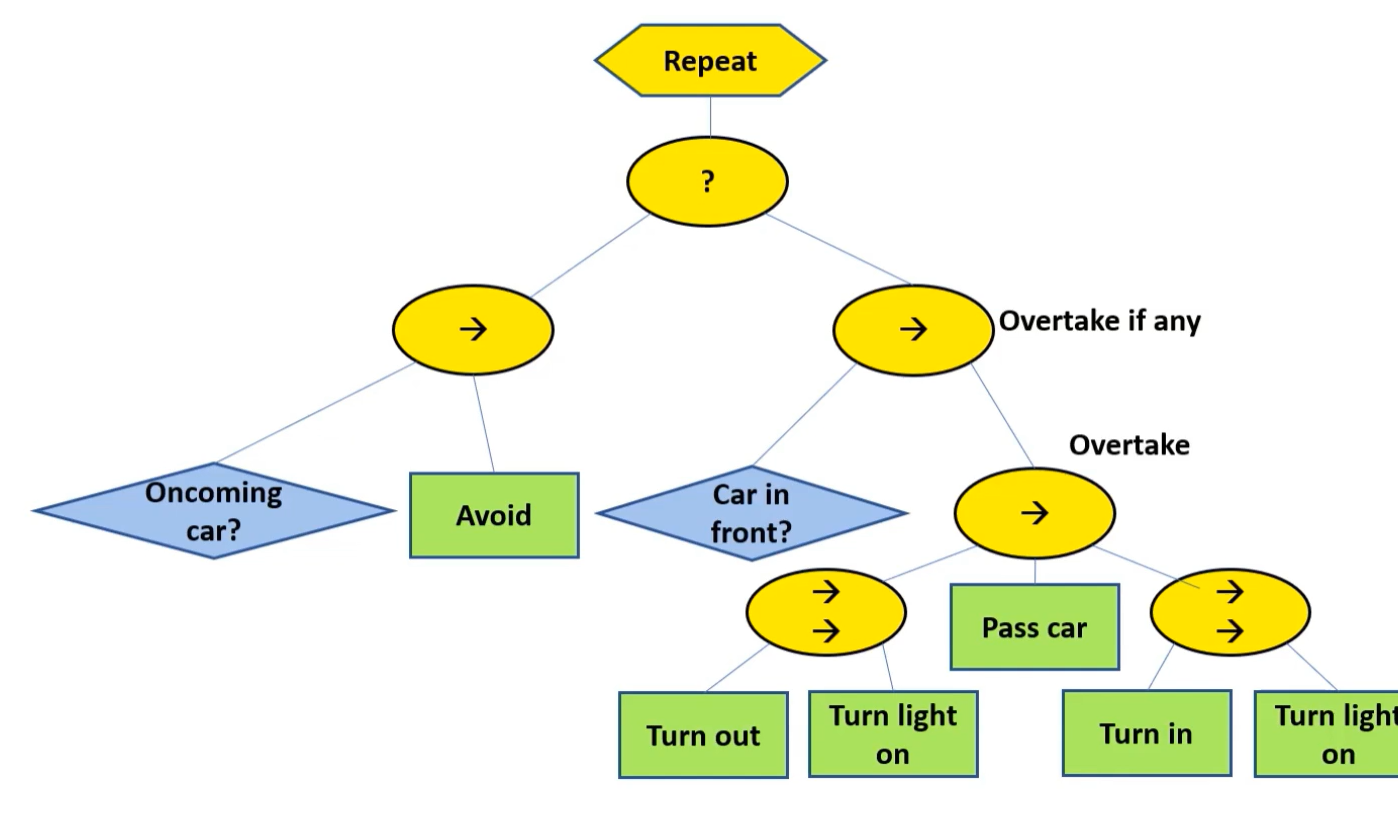 Repeat
?
→
→
Overtake if any
Overtake
Oncoming
car?
Avoid
Car in
front?
→
→
→
Pass car
→
→
Turn out
Turn light
on
Turn in
Turn light
on